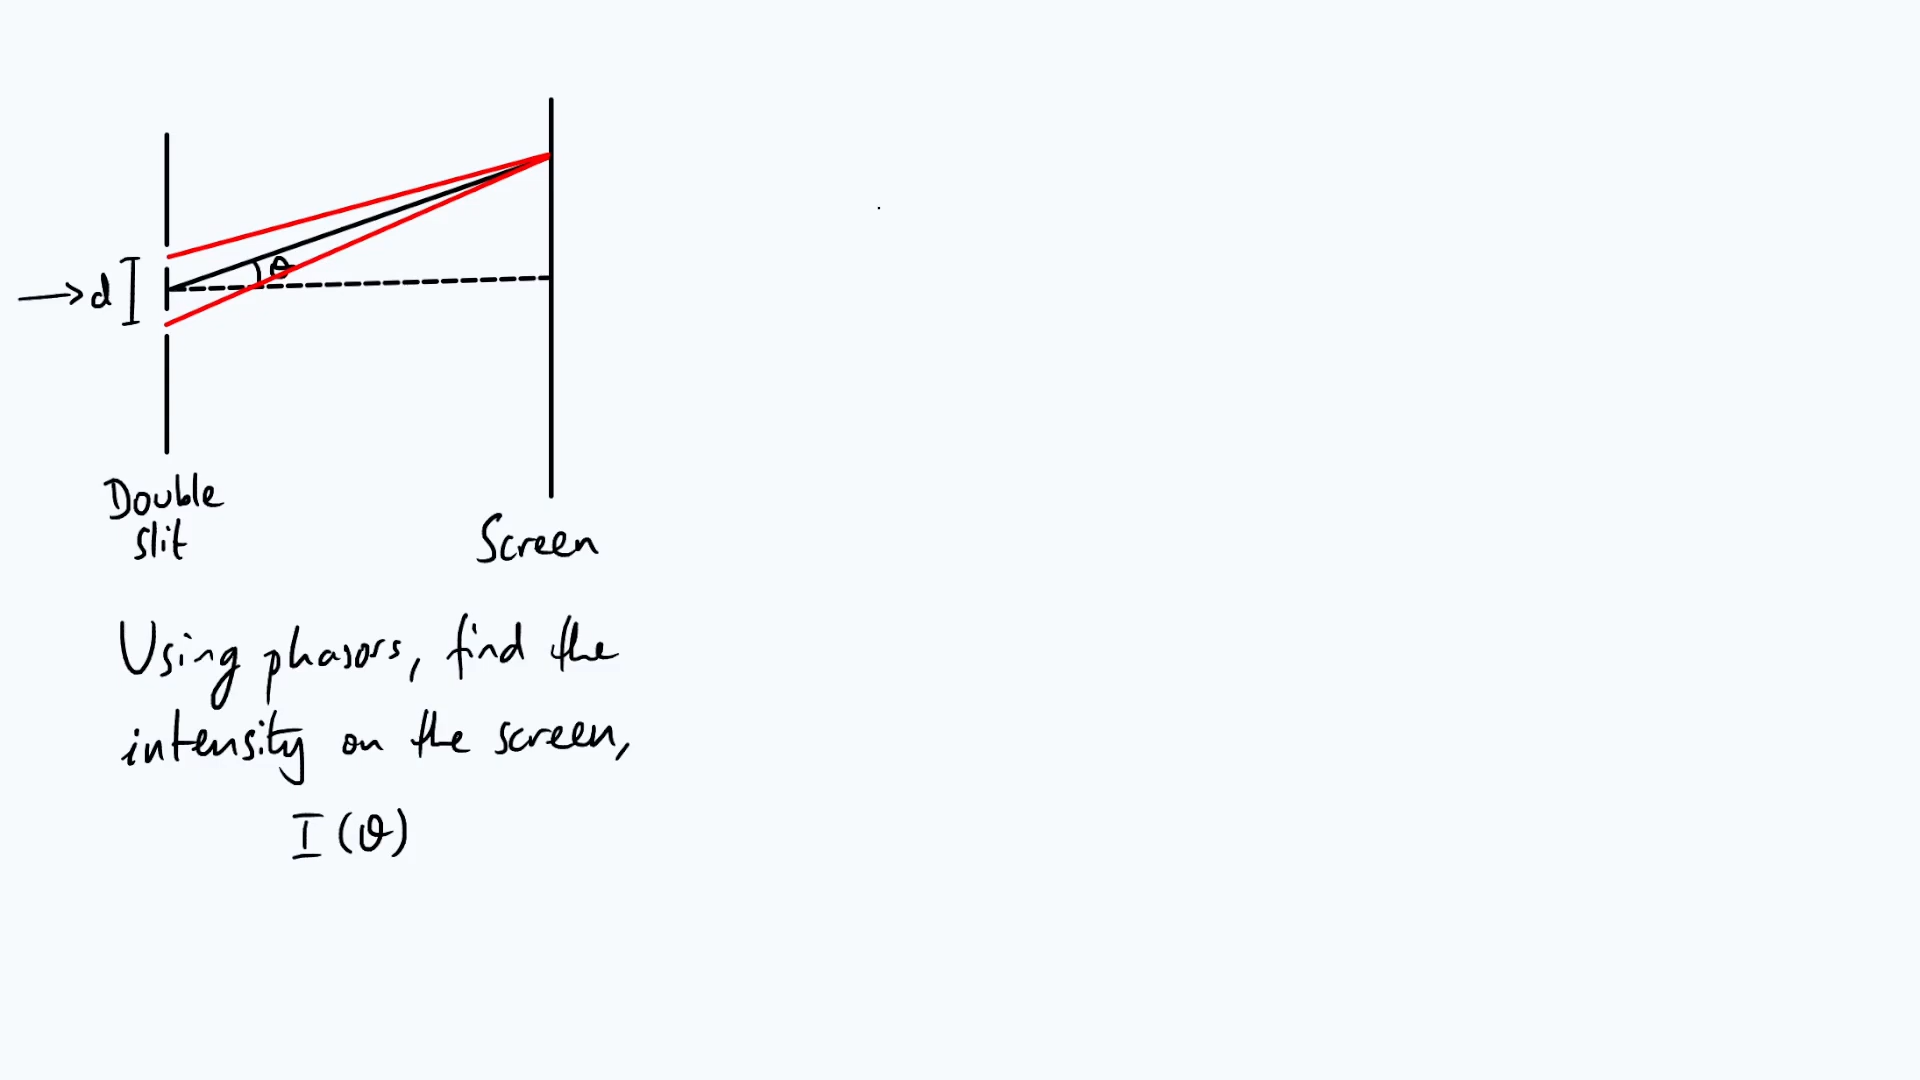 θ
d
Double
slit
Screen
Using phasors, find the
intensity on the screen,
I(θ)